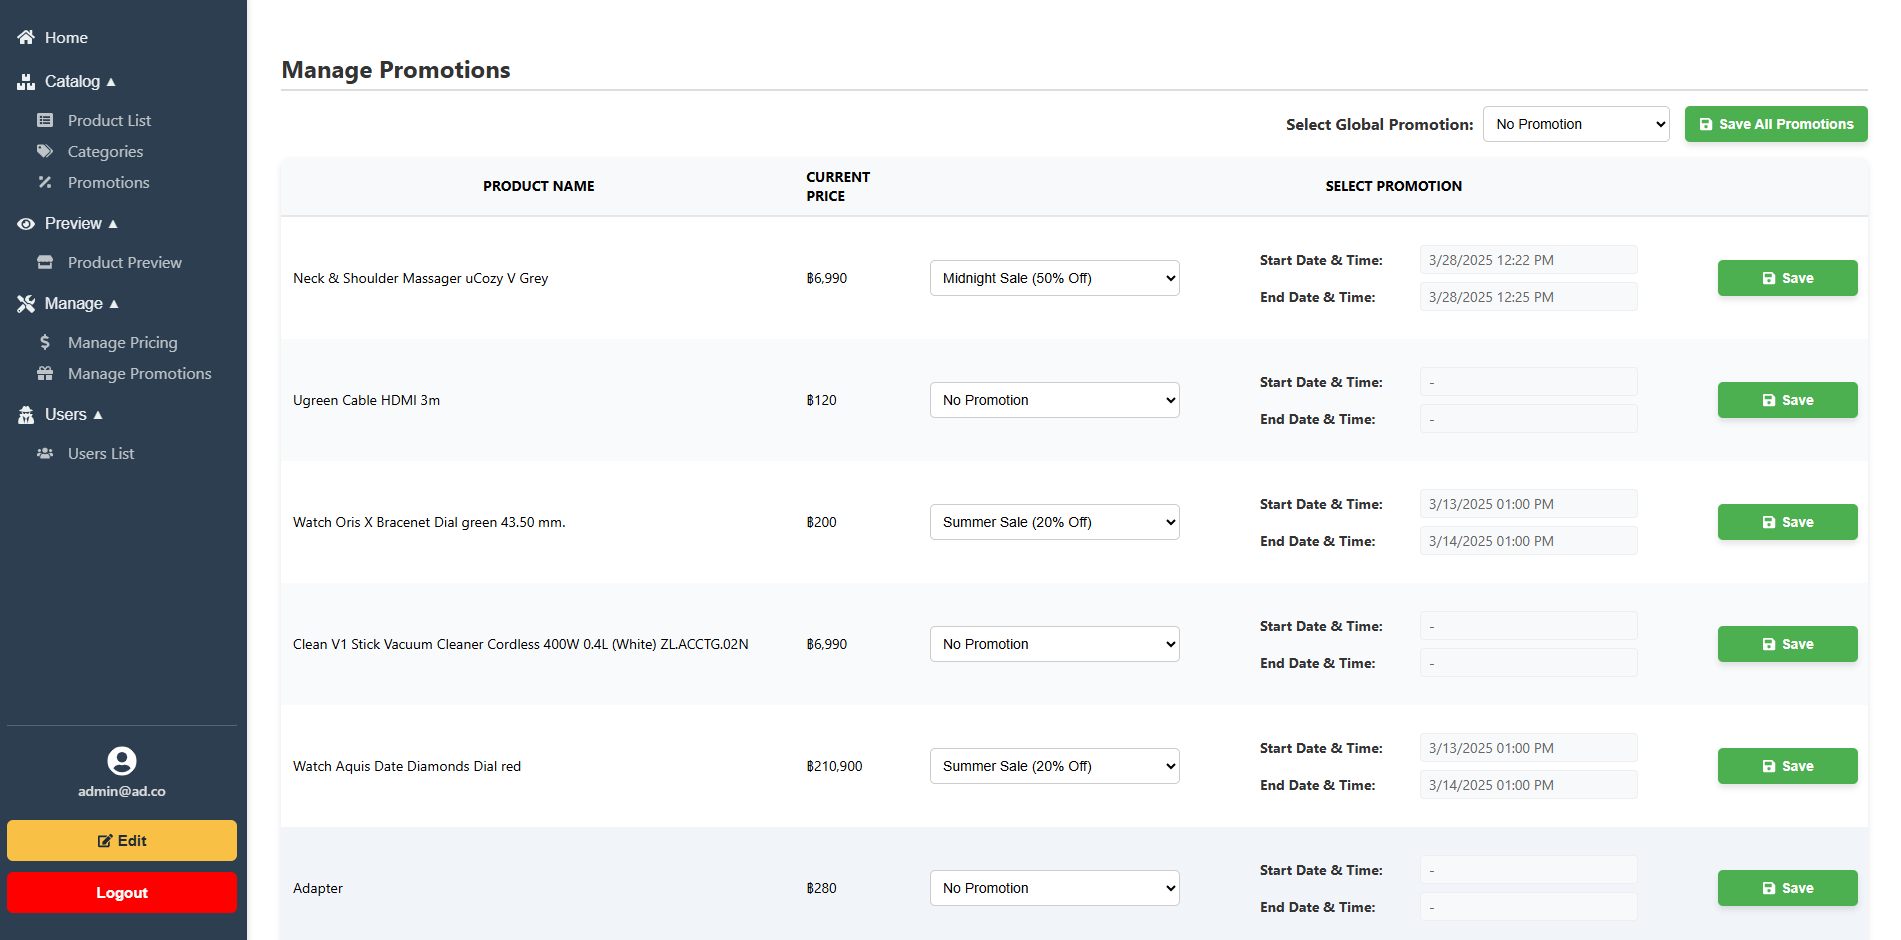 Home
Catalog ▲
Product List
Categories
Promotions
Preview ▲
Product Preview
Manage ▲
Manage Pricing
Manage Promotions
Users ▲
Users List
admin@ad.co
Edit
Logout
Manage Promotions
Select Global Promotion: No Promotion Save All Promotions
PRODUCT NAME CURRENT PRICE SELECT PROMOTION
Neck & Shoulder Massager uCozy V Grey ฿6,990 Midnight Sale (50% Off) Start Date & Time: 3/28/2025 12:22 PM Save
End Date & Time: 3/28/2025 12:25 PM
Ugreen Cable HDMI 3m ฿120 No Promotion Start Date & Time: - Save
End Date & Time: -
Watch Oris X Bracenet Dial green 43.50 mm. ฿200 Summer Sale (20% Off) Start Date & Time: 3/13/2025 01:00 PM Save
End Date & Time: 3/14/2025 01:00 PM
Clean V1 Stick Vacuum Cleaner Cordless 400W 0.4L (White) ZL.ACCTG.02N ฿6,990 No Promotion Start Date & Time: - Save
End Date & Time: -
Watch Aquis Date Diamonds Dial red ฿210,900 Summer Sale (20% Off) Start Date & Time: 3/13/2025 01:00 PM Save
End Date & Time: 3/14/2025 01:00 PM
Adapter ฿280 No Promotion Start Date & Time: - Save
End Date & Time: -